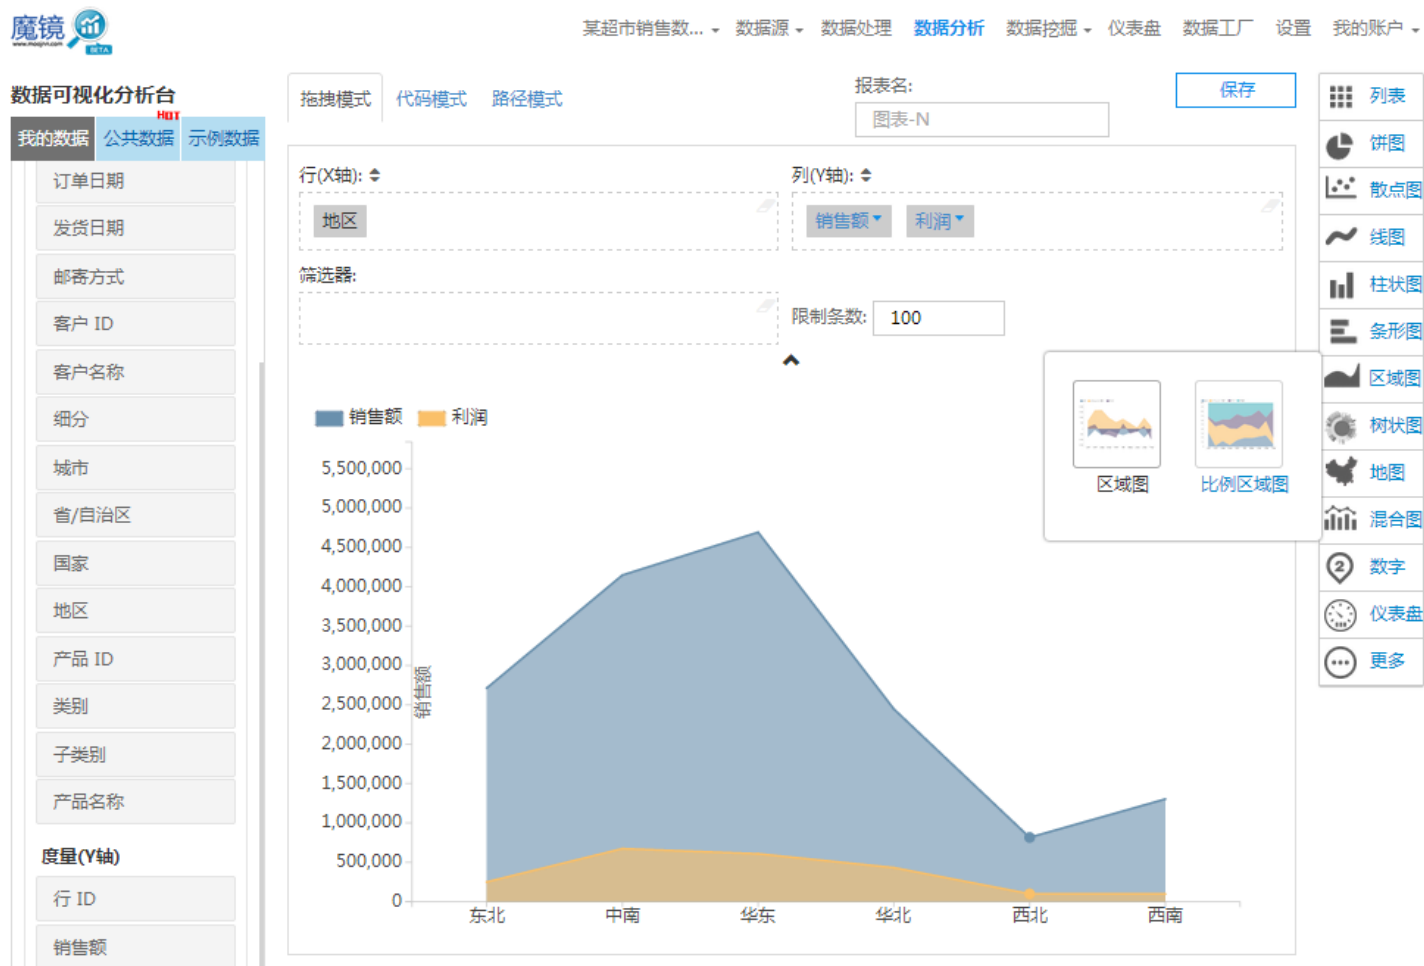 魔镜
www.moojnn.com
BETA
某超市销售数...
数据源
数据处理
数据分析
数据挖掘
仪表盘
数据工厂
设置
我的账户
数据可视化分析台
HOT
我的数据
公共数据
示例数据
订单日期
发货日期
邮寄方式
客户 ID
客户名称
细分
城市
省/自治区
国家
地区
产品 ID
类别
子类别
产品名称
度量(Y轴)
行 ID
销售额
拖拽模式
代码模式
路径模式
报表名:
图表-N
保存
行(X轴):
地区
列(Y轴):
销售额
利润
筛选器:
限制条数:
100
销售额
利润
5,500,000
5,000,000
4,500,000
4,000,000
3,500,000
3,000,000
2,500,000
2,000,000
1,500,000
1,000,000
500,000
0
销售额
东北
中南
华东
华北
西北
西南
区域图
比例区域图
列表
饼图
散点图
线图
柱状图
条形图
区域图
树状图
地图
混合图
2
数字
仪表盘
更多